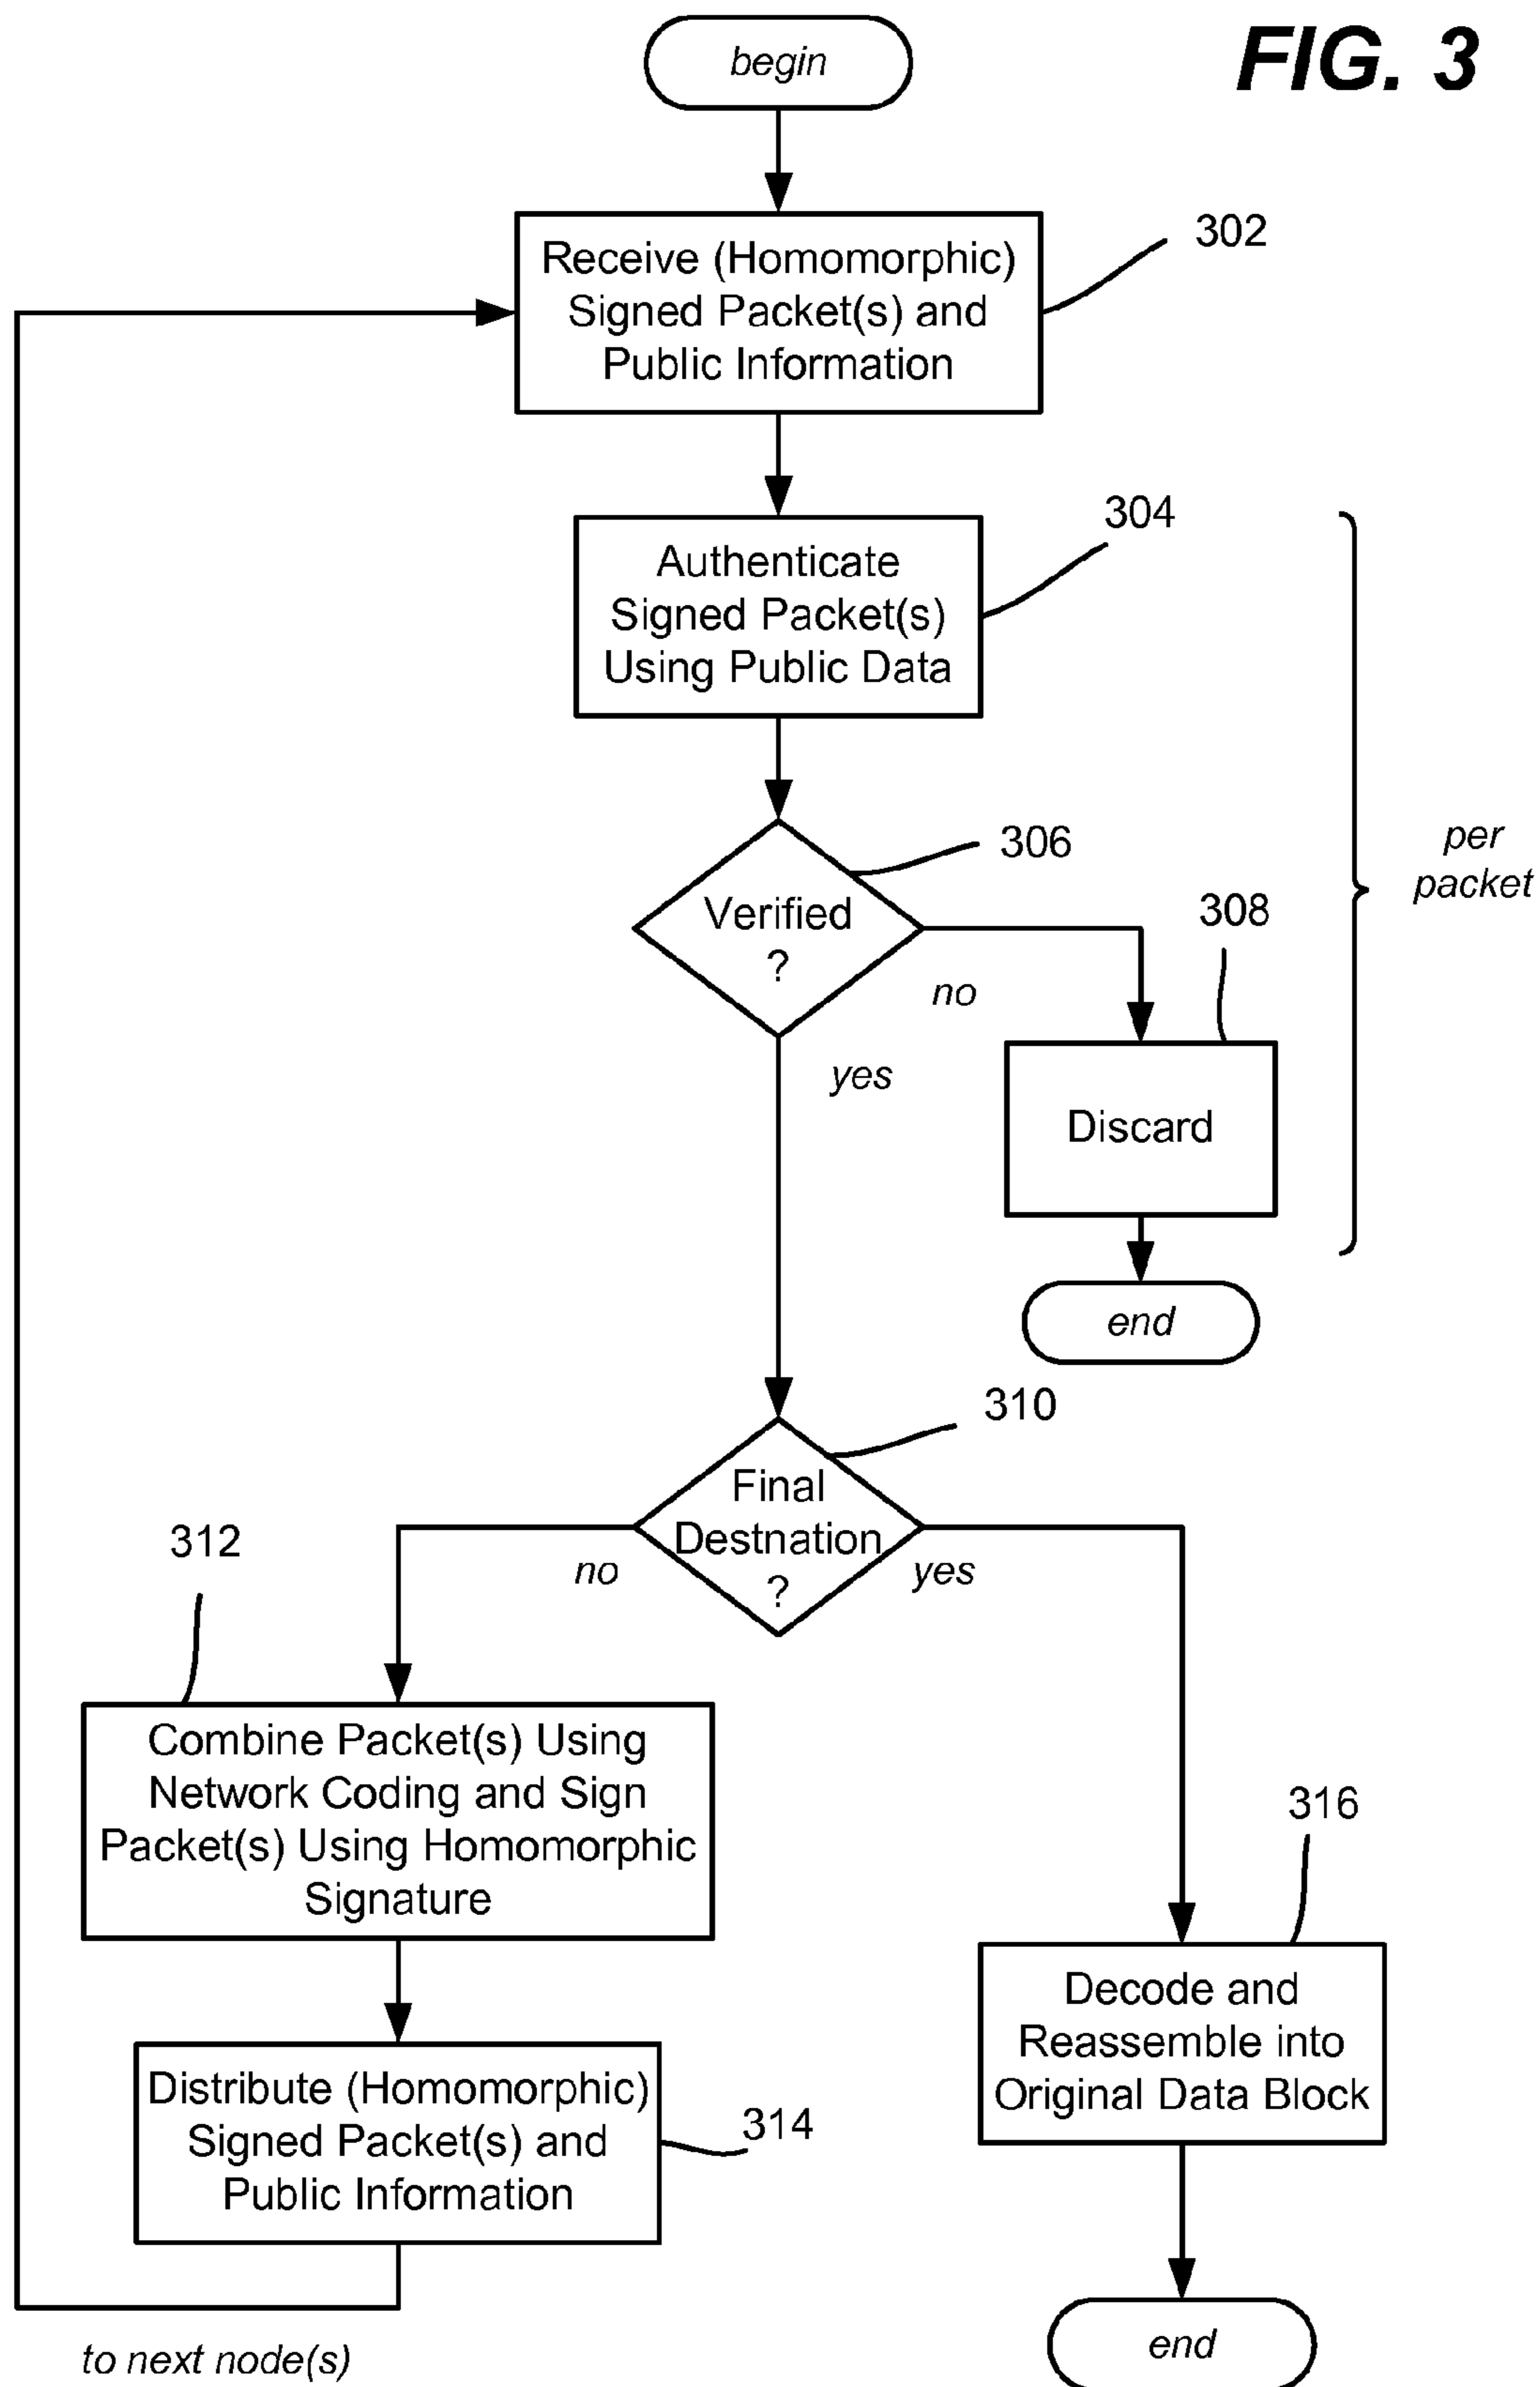 FIG. 3
begin
302
Receive (Homomorphic)
Signed Packet(s) and
Public Information
304
Authenticate
Signed Packet(s)
Using Public Data
306
Verified
?
per
packet
308
no
yes
Discard
end
310
Final
Destnation
?
312
no
yes
Combine Packet(s) Using
Network Coding and Sign
Packet(s) Using Homomorphic
Signature
316
Decode and
Reassemble into
Original Data Block
Distribute (Homomorphic)
Signed Packet(s) and
Public Information
314
end
to next node(s)